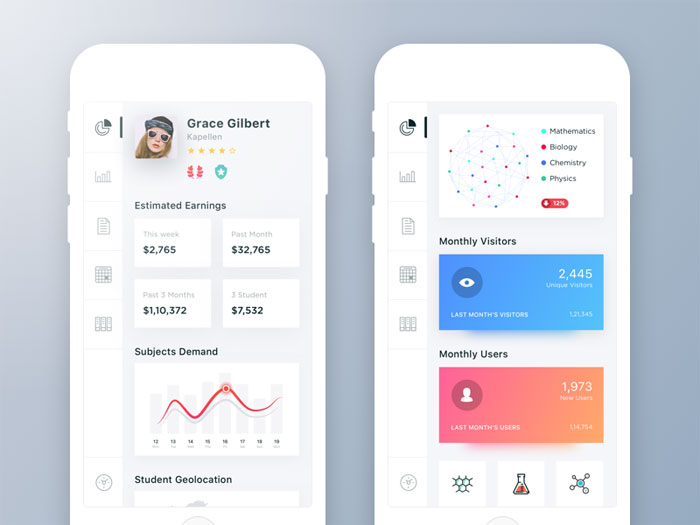 Grace Gilbert
Kapellen
Estimated Earnings
This week
$2,765
Past Month
$32,765
Past 3 Months
$1,10,372
3 Student
$7,532
Subjects Demand
12 13 14 15 16 17 18 19
Student Geolocation
Mathematics
Biology
Chemistry
Physics
12%
Monthly Visitors
2,445
Unique Visitors
LAST MONTH'S VISITORS
1,21,345
Monthly Users
1,973
New Users
LAST MONTH'S USERS
1,14,754